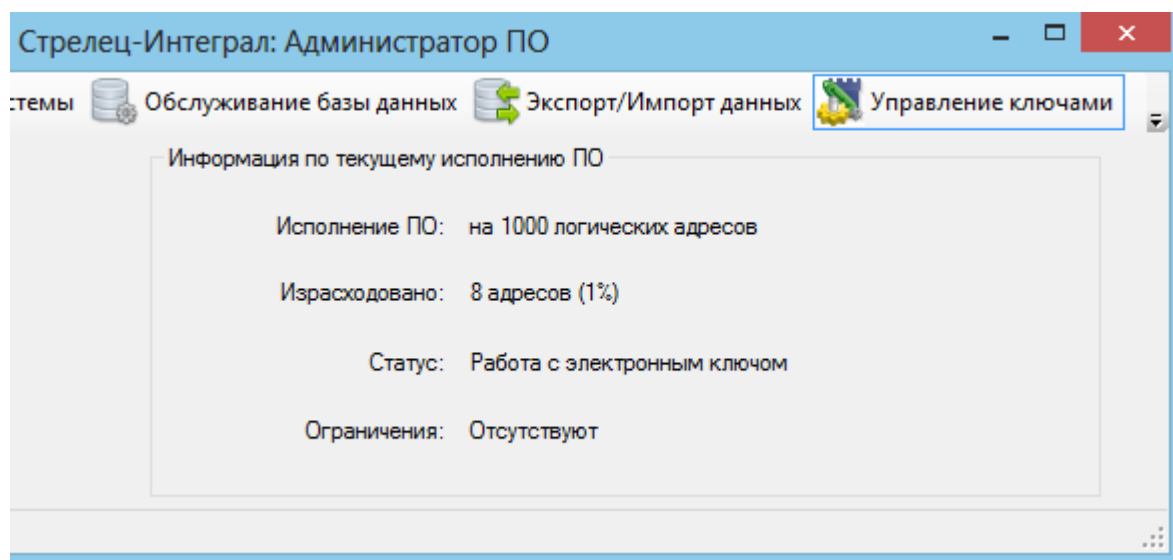 Стрелец-Интеграл: Администратор ПО
стемы Обслуживание базы данных Экспорт/Импорт данных Управление ключами
Информация по текущему исполнению ПО
Исполнение ПО: на 1000 логических адресов
Израсходовано: 8 адресов (1%)
Статус: Работа с электронным ключом
Ограничения: Отсутствуют